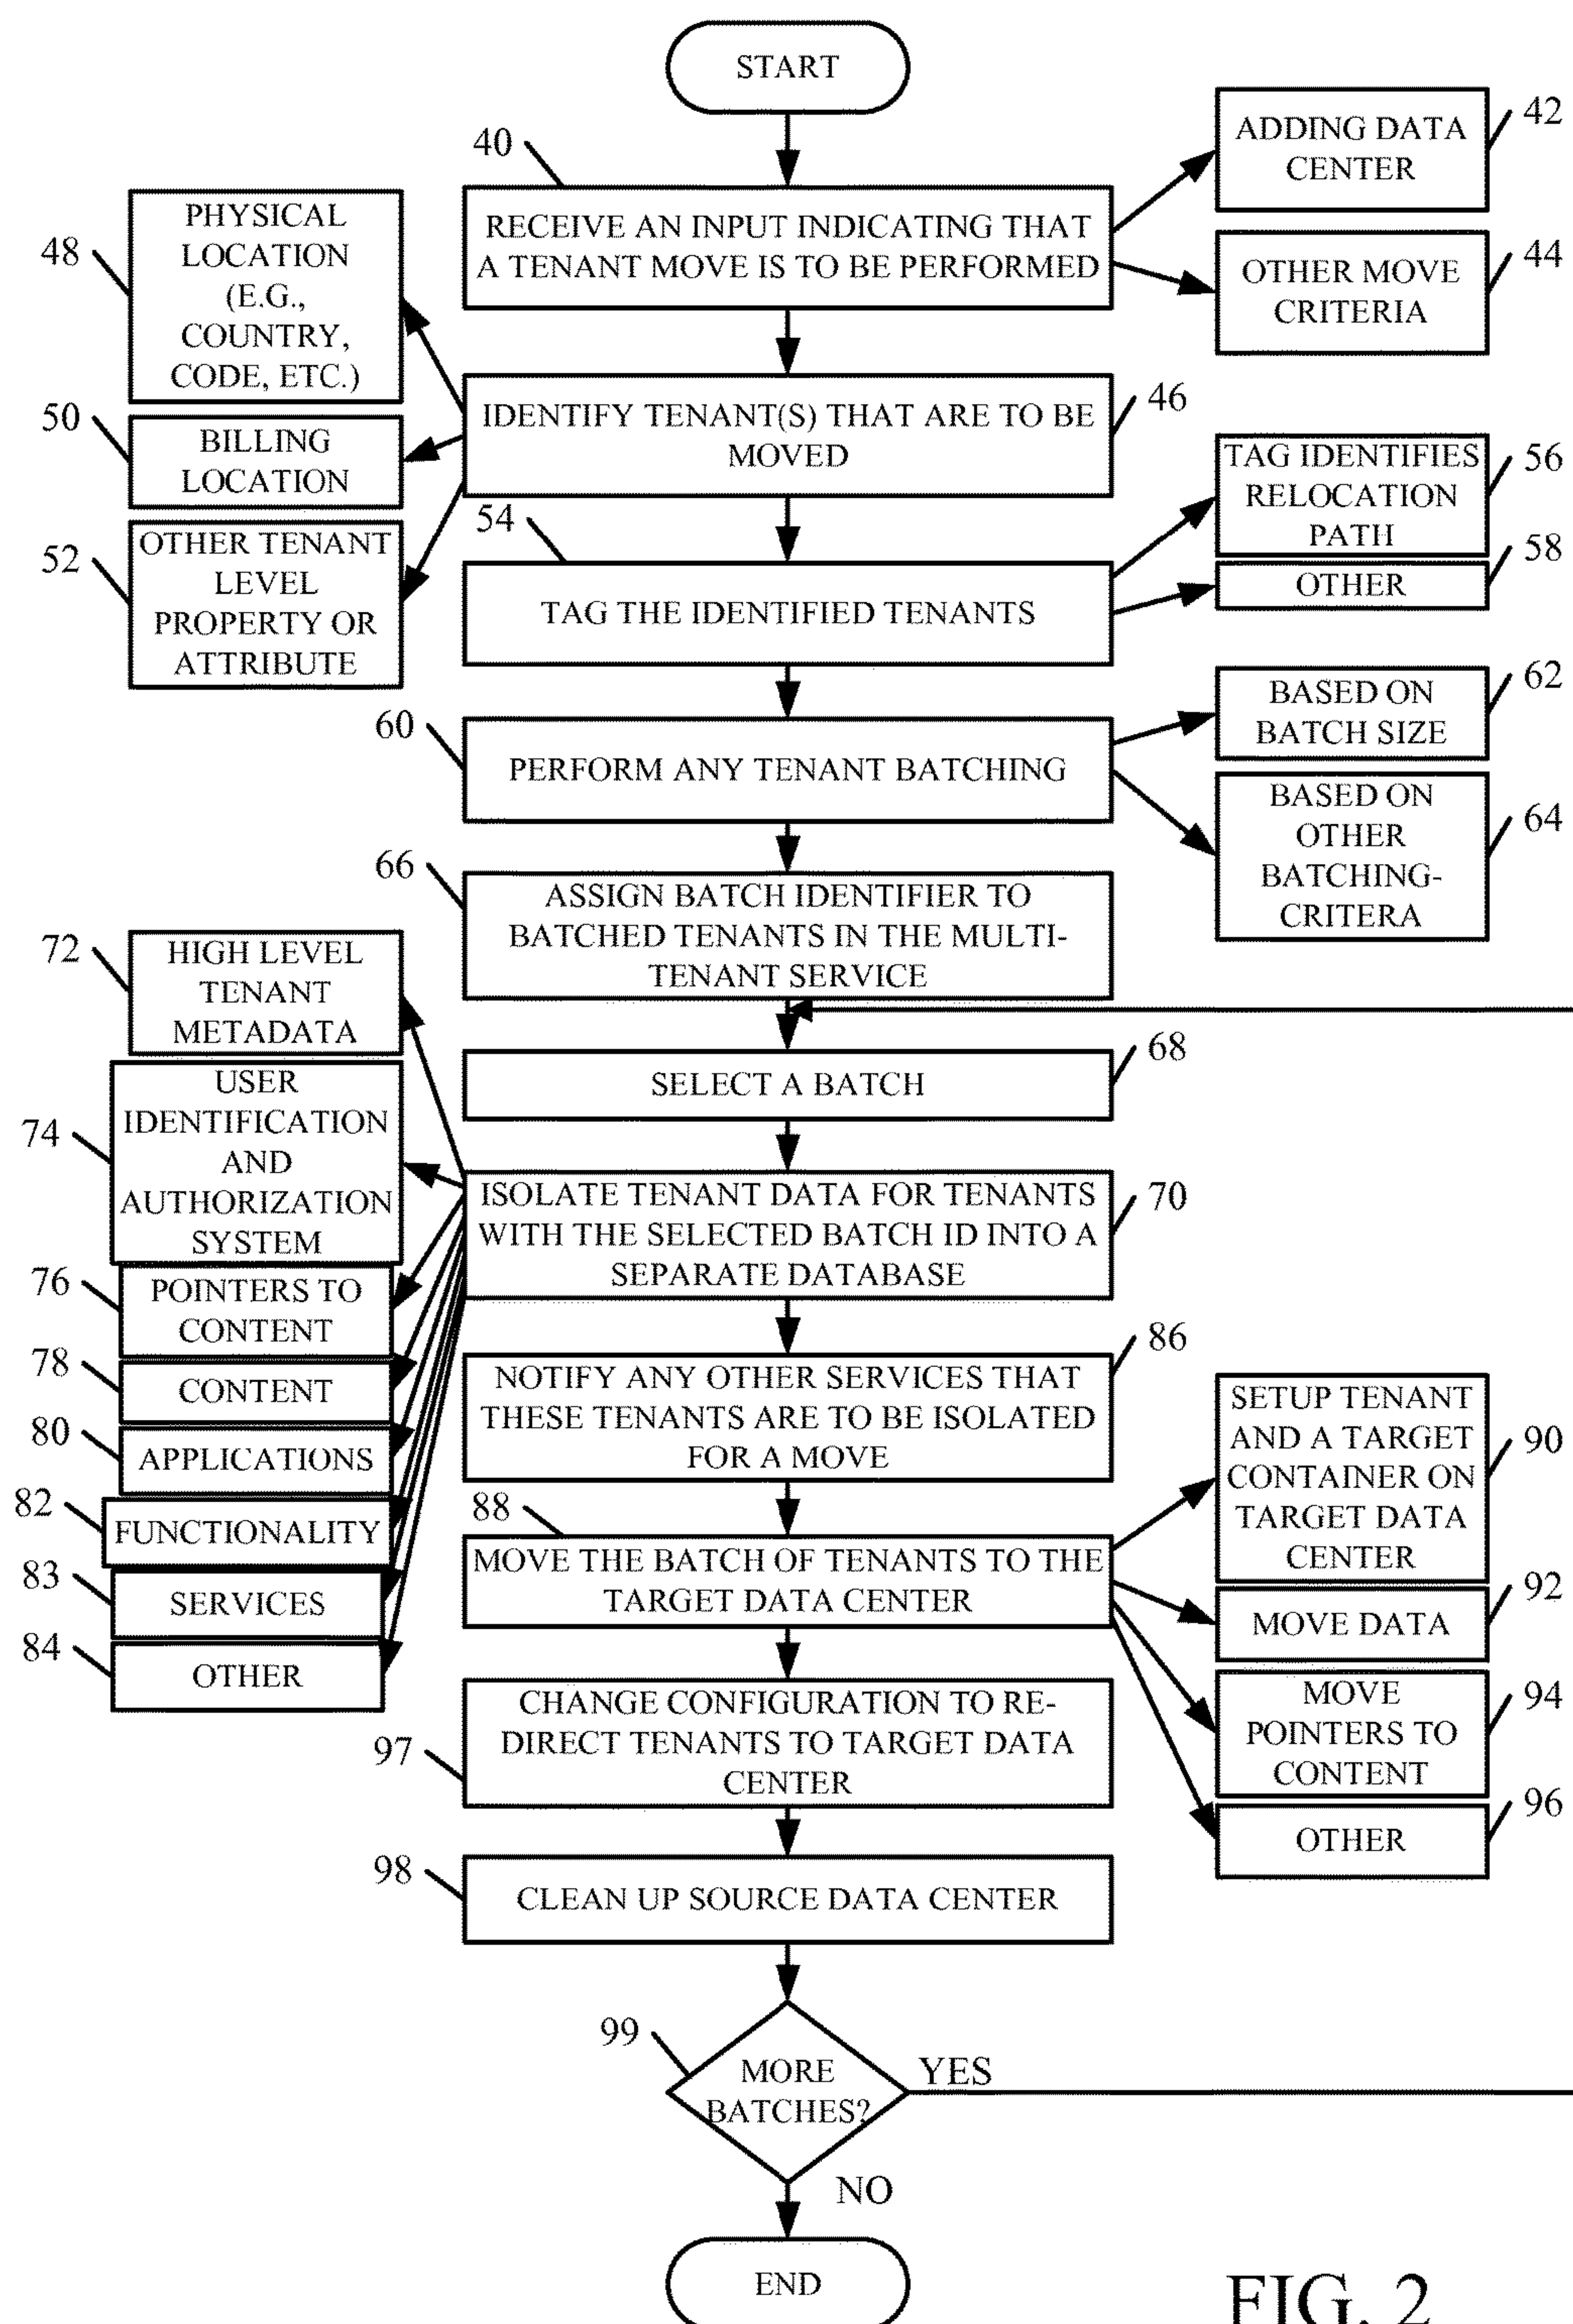 START
40
RECEIVE AN INPUT INDICATING THAT
A TENANT MOVE IS TO BE PERFORMED
ADDING DATA
CENTER
42
OTHER MOVE
CRITERIA
44
48
PHYSICAL
LOCATION
(E.G.,
COUNTRY,
CODE, ETC.)
IDENTIFY TENANT(S) THAT ARE TO BE
MOVED
46
50
BILLING
LOCATION
52
OTHER TENANT
LEVEL
PROPERTY OR
ATTRIBUTE
54
TAG THE IDENTIFIED TENANTS
TAG IDENTIFIES
RELOCATION
PATH
56
OTHER
58
60
PERFORM ANY TENANT BATCHING
BASED ON
BATCH SIZE
62
BASED ON
OTHER
BATCHING-
CRITERA
64
66
ASSIGN BATCH IDENTIFIER TO
BATCHED TENANTS IN THE MULTI-
TENANT SERVICE
SELECT A BATCH
68
ISOLATE TENANT DATA FOR TENANTS
WITH THE SELECTED BATCH ID INTO A
SEPARATE DATABASE
70
72
HIGH LEVEL
TENANT
METADATA
74
USER
IDENTIFICATION
AND
AUTHORIZATION
SYSTEM
76
POINTERS TO
CONTENT
78
CONTENT
80
APPLICATIONS
82
FUNCTIONALITY
83
SERVICES
84
OTHER
NOTIFY ANY OTHER SERVICES THAT
THESE TENANTS ARE TO BE ISOLATED
FOR A MOVE
86
88
MOVE THE BATCH OF TENANTS TO THE
TARGET DATA CENTER
SETUP TENANT
AND A TARGET
CONTAINER ON
TARGET DATA
CENTER
90
MOVE DATA
92
MOVE
POINTERS TO
CONTENT
94
OTHER
96
97
CHANGE CONFIGURATION TO RE-
DIRECT TENANTS TO TARGET DATA
CENTER
98
CLEAN UP SOURCE DATA CENTER
99
MORE
BATCHES?
YES
NO
END
FIG. 2